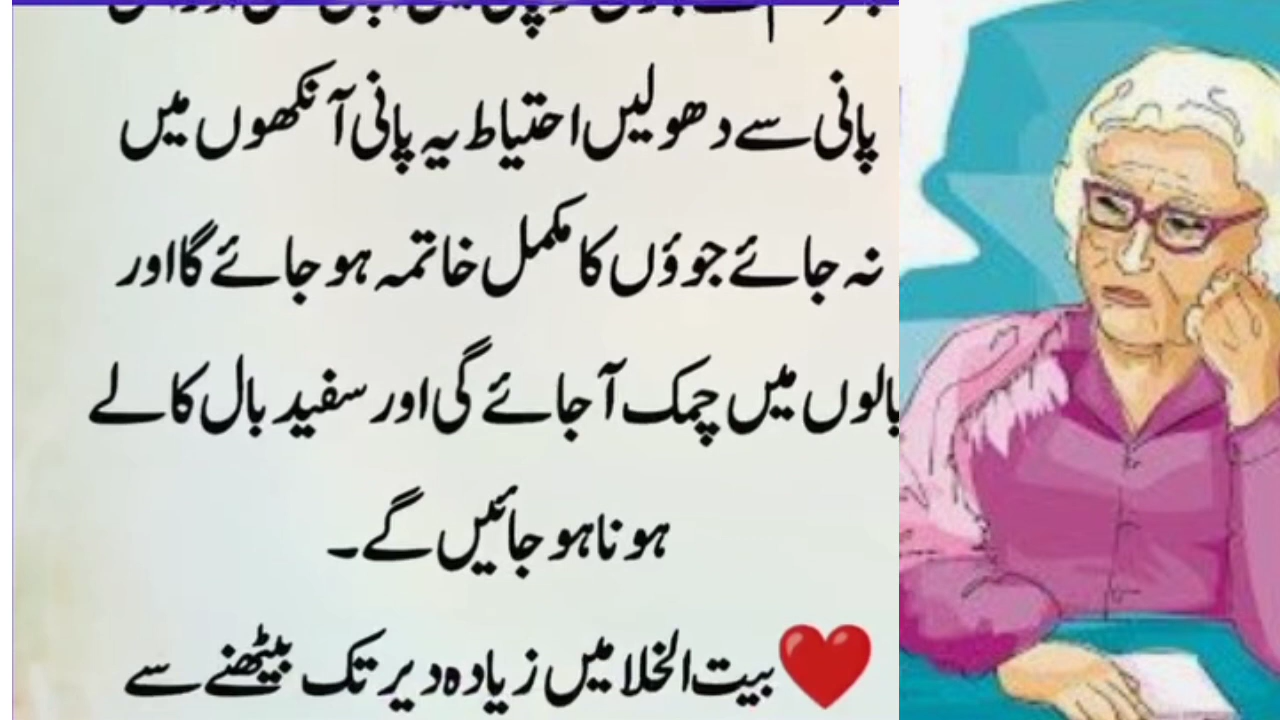 پانی سے دھولیں احتیاط یہ پانی آنکھوں میں
نہ جائے جوؤں کا مکمل خاتمہ ہو جائے گا اور
بالوں میں چمک آجائے گی اور سفید بال کالے
ہونا ہو جائیں گے۔
❤️بیت الخلا میں زیادہ دیر تک بیٹھنے سے